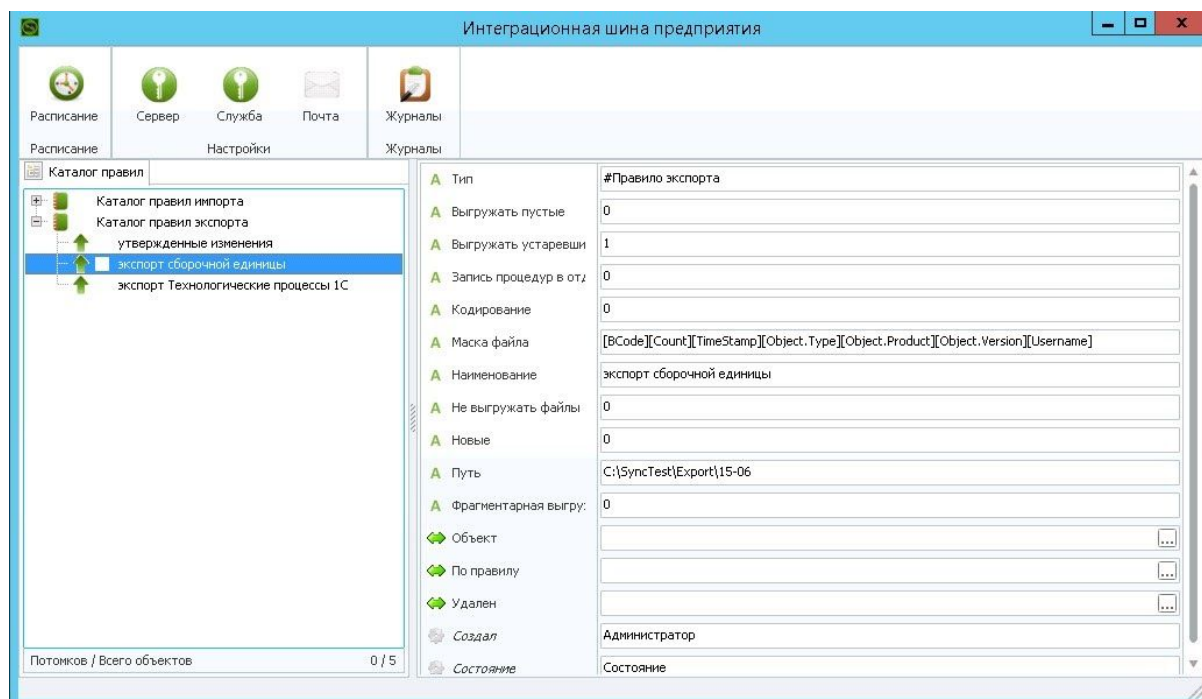 Интеграционная шина предприятия
Расписание Сервер Служба Почта Журналы
Расписание Настройки Журналы
Каталог правил
Каталог правил импорта
Каталог правил экспорта
утвержденные изменения
экспорт сборочной единицы
экспорт Технологические процессы 1С
Потомков / Всего объектов 0 / 5
A Тип #Правило экспорта
A Выгружать пустые 0
A Выгружать устаревши 1
A Запись процедур в отд 0
A Кодирование 0
A Маска файла [BCode][Count][TimeStamp][Object.Type][Object.Product][Object.Version][Username]
A Наименование экспорт сборочной единицы
A Не выгружать файлы 0
A Новые 0
A Путь C:\SyncTest\Export\15-06
A Фрагментарная выгру: 0
Объект ...
По правилу ...
Удален ...
Создал Администратор
Состояние Состояние